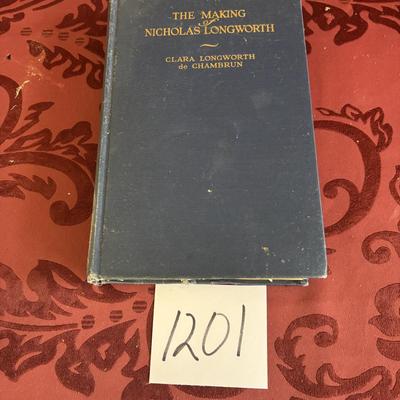 THE MAKING
of
NICHOLAS LONGWORTH
CLARA LONGWORTH
de CHAMBRUN
1201